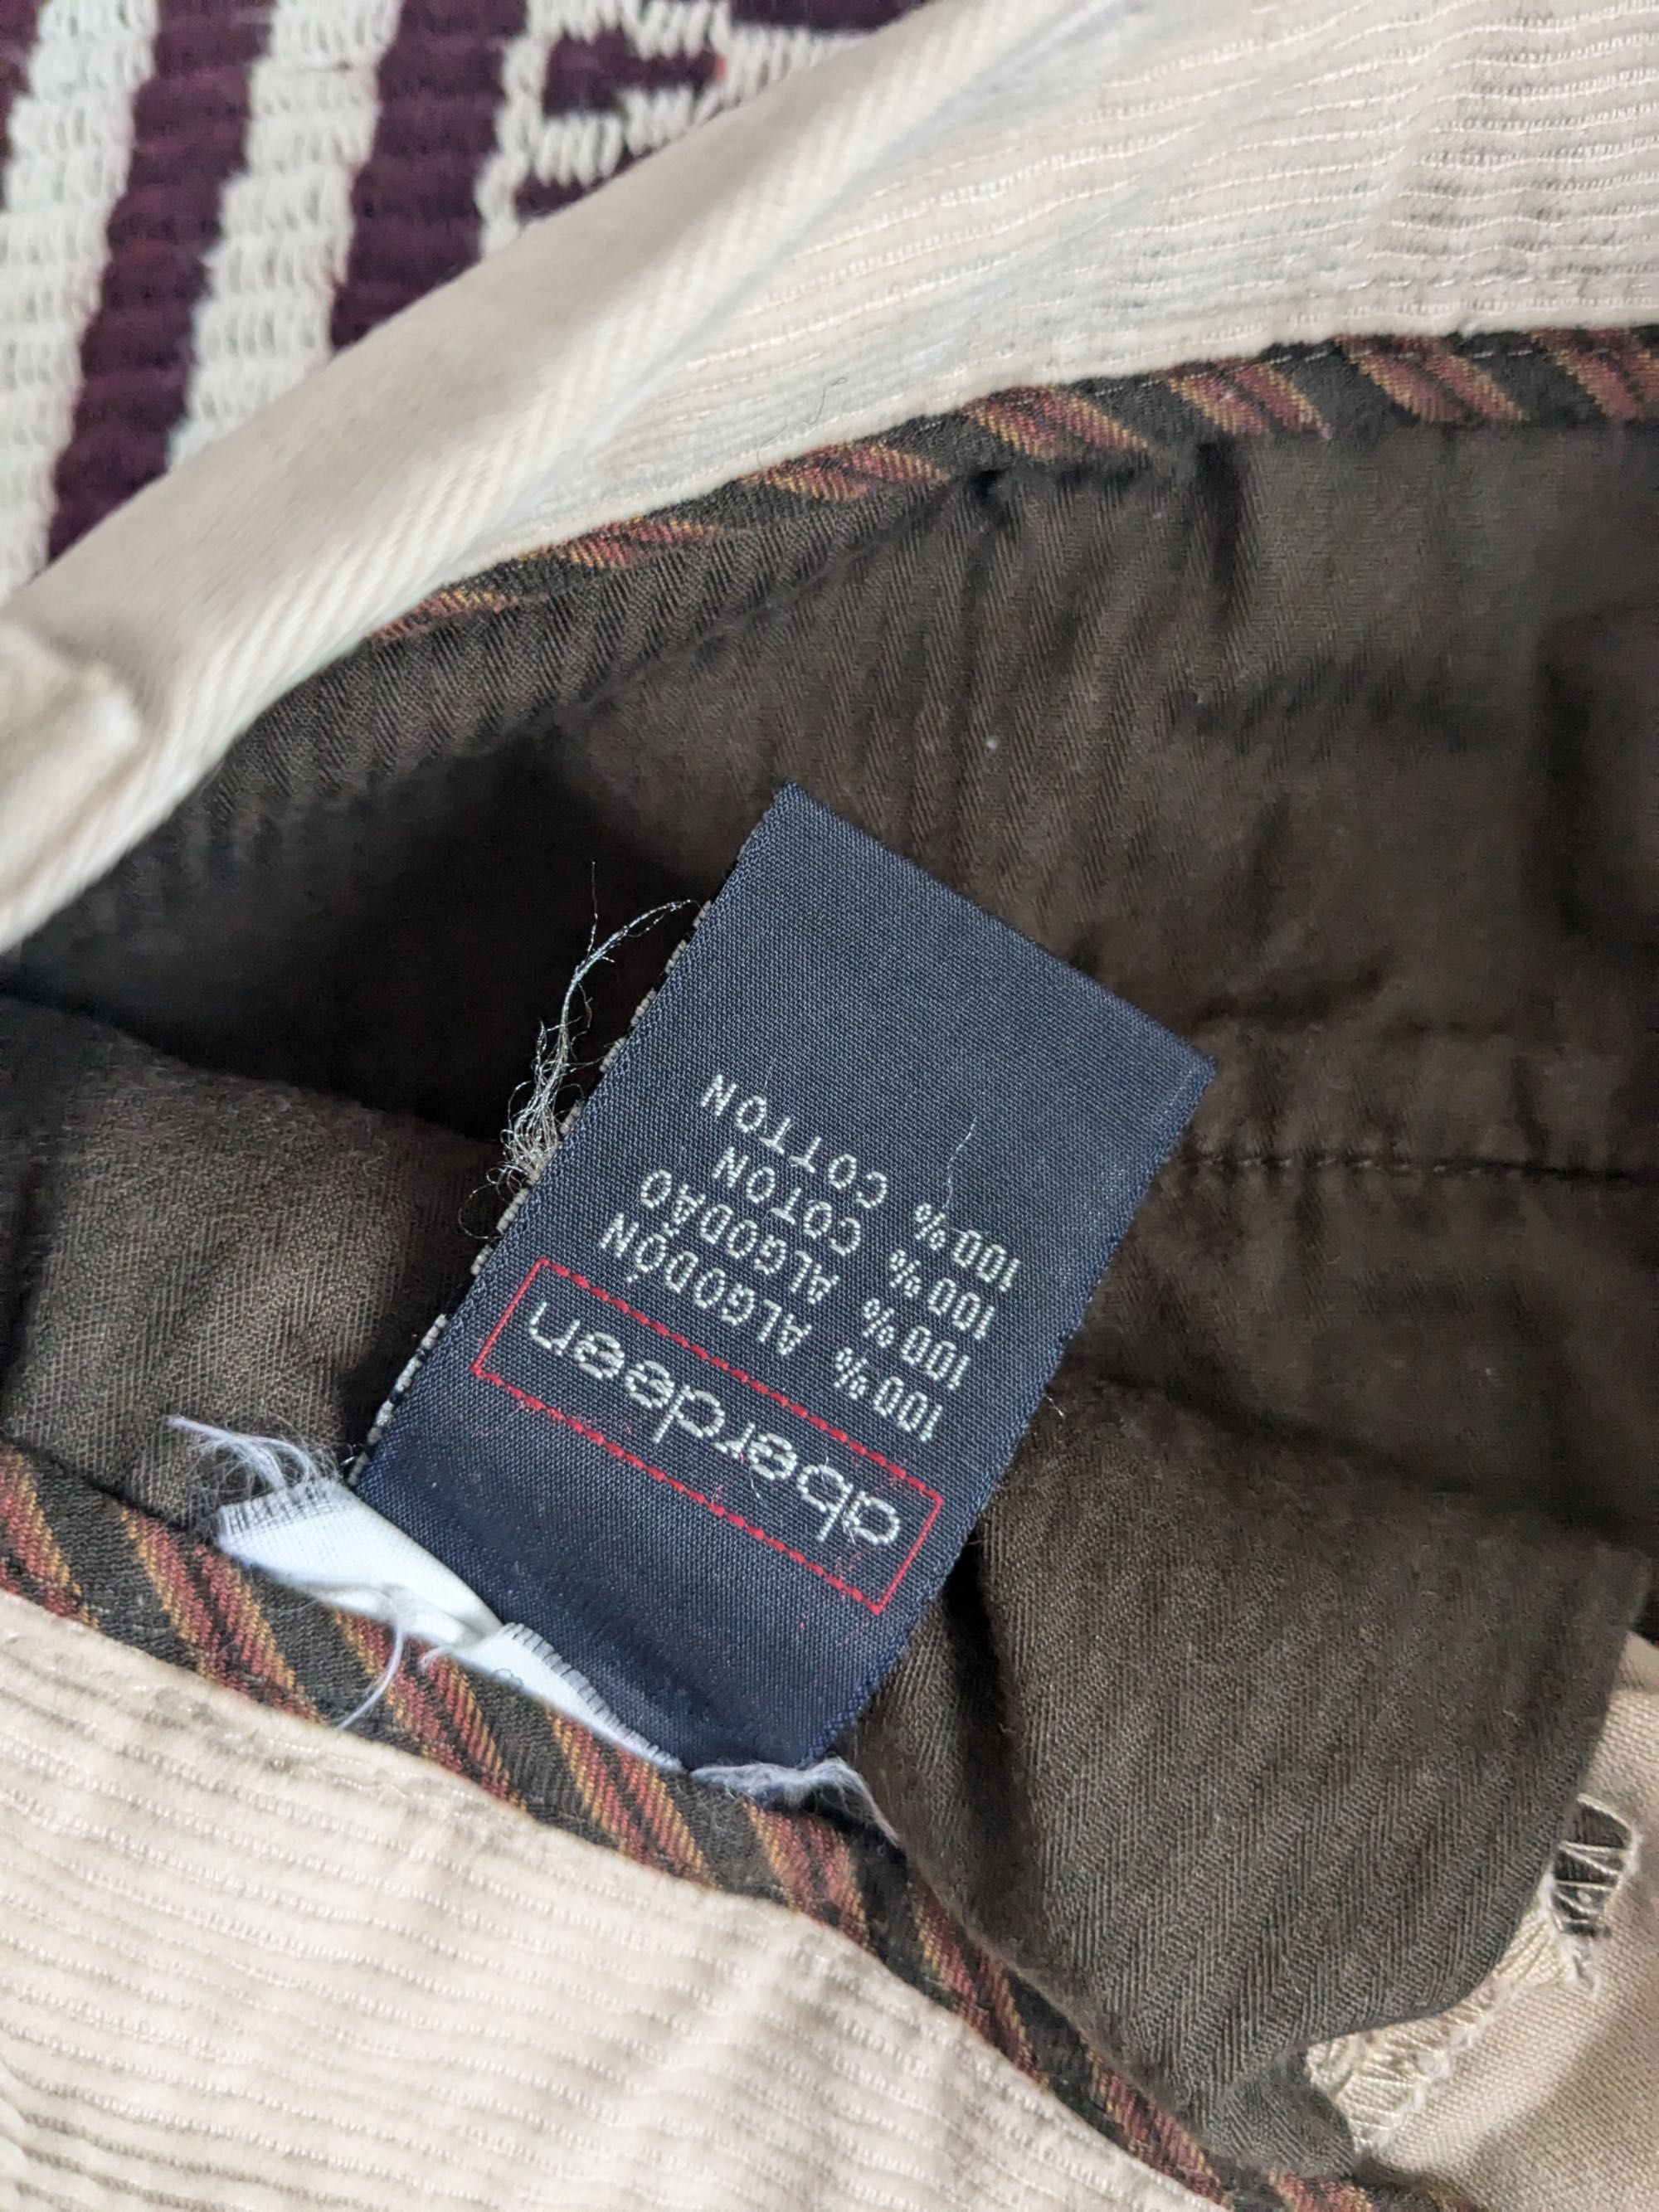 aberdeen
100% ALGODÓN
100% ALGODÃO
100% COTON
100% COTTON